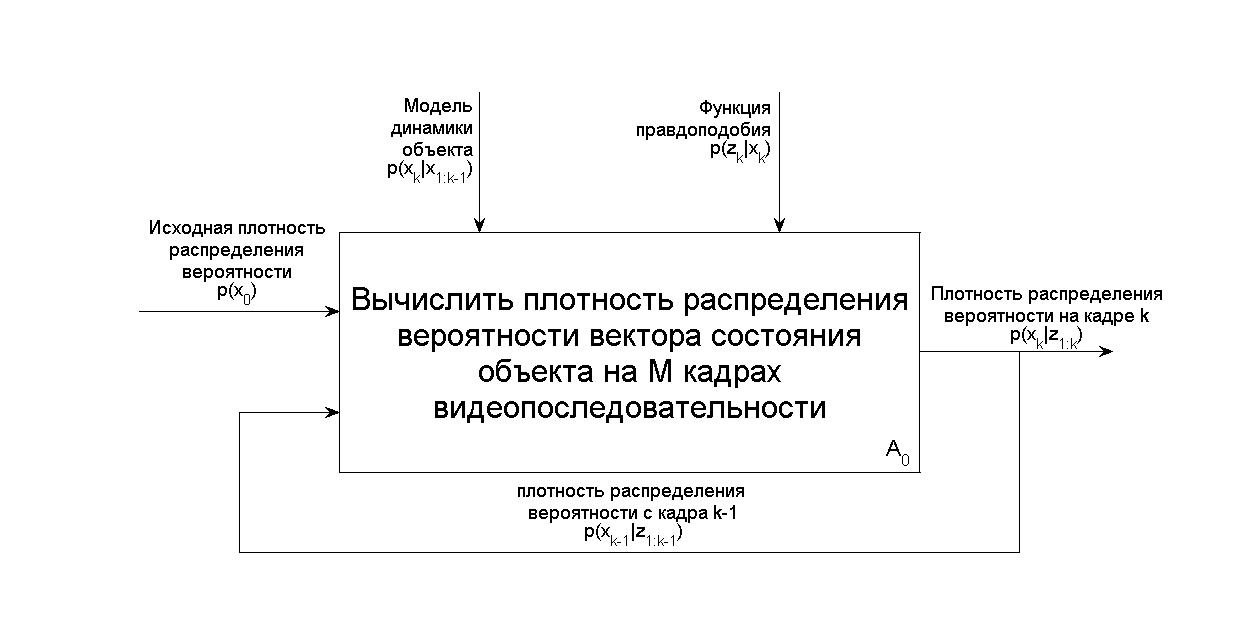 Модель
динамики
объекта
p(x_k|x_{1:k-1})
Функция
правдоподобия
p(z_k|x_k)
Исходная плотность
распределения
вероятности
p(x_0)
Вычислить плотность распределения
вероятности вектора состояния
объекта на М кадрах
видеопоследовательности
A_0
Плотность распределения
вероятности на кадре k
p(x_k|z_{1:k})
плотность распределения
вероятности с кадра k-1
p(x_{k-1}|z_{1:k-1})